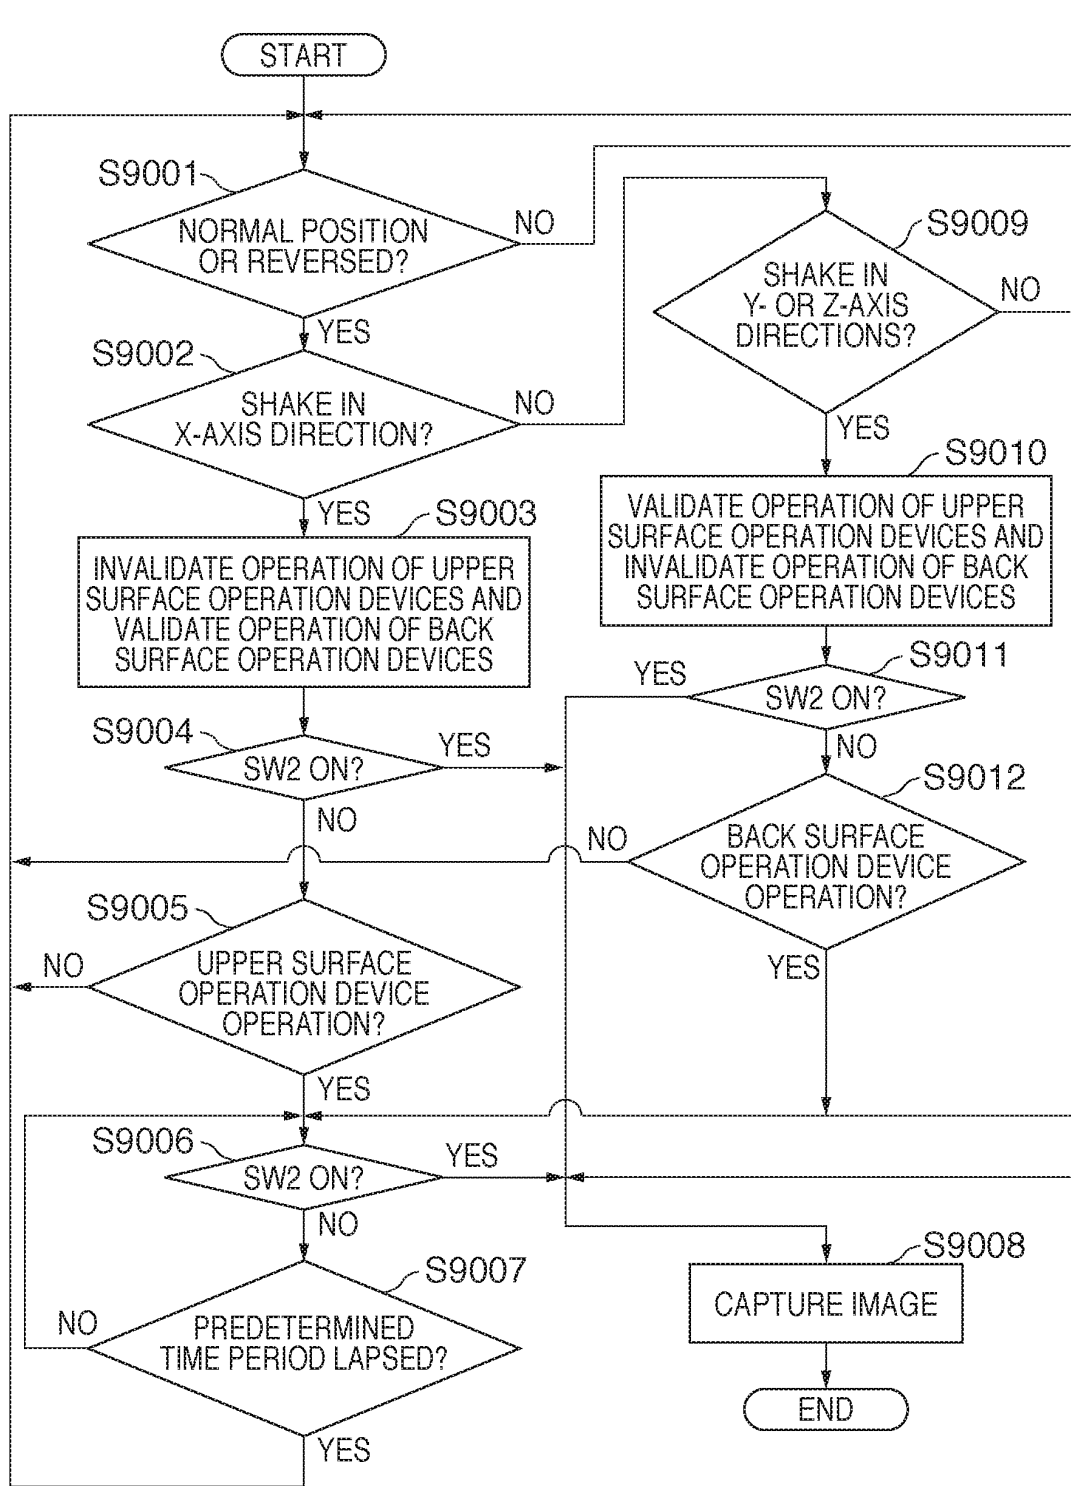 START
S9001
NORMAL POSITION
OR REVERSED?
NO
YES
S9002
SHAKE IN
X-AXIS DIRECTION?
NO
YES
S9003
INVALIDATE OPERATION OF UPPER
SURFACE OPERATION DEVICES AND
VALIDATE OPERATION OF BACK
SURFACE OPERATION DEVICES
S9004
SW2 ON?
YES
NO
S9005
UPPER SURFACE
OPERATION DEVICE
OPERATION?
NO
YES
S9006
SW2 ON?
YES
NO
S9007
PREDETERMINED
TIME PERIOD LAPSED?
NO
YES
S9009
SHAKE IN
Y- OR Z-AXIS
DIRECTIONS?
NO
YES
S9010
VALIDATE OPERATION OF UPPER
SURFACE OPERATION DEVICES AND
INVALIDATE OPERATION OF BACK
SURFACE OPERATION DEVICES
S9011
SW2 ON?
YES
NO
S9012
BACK SURFACE
OPERATION DEVICE
OPERATION?
NO
YES
S9008
CAPTURE IMAGE
END